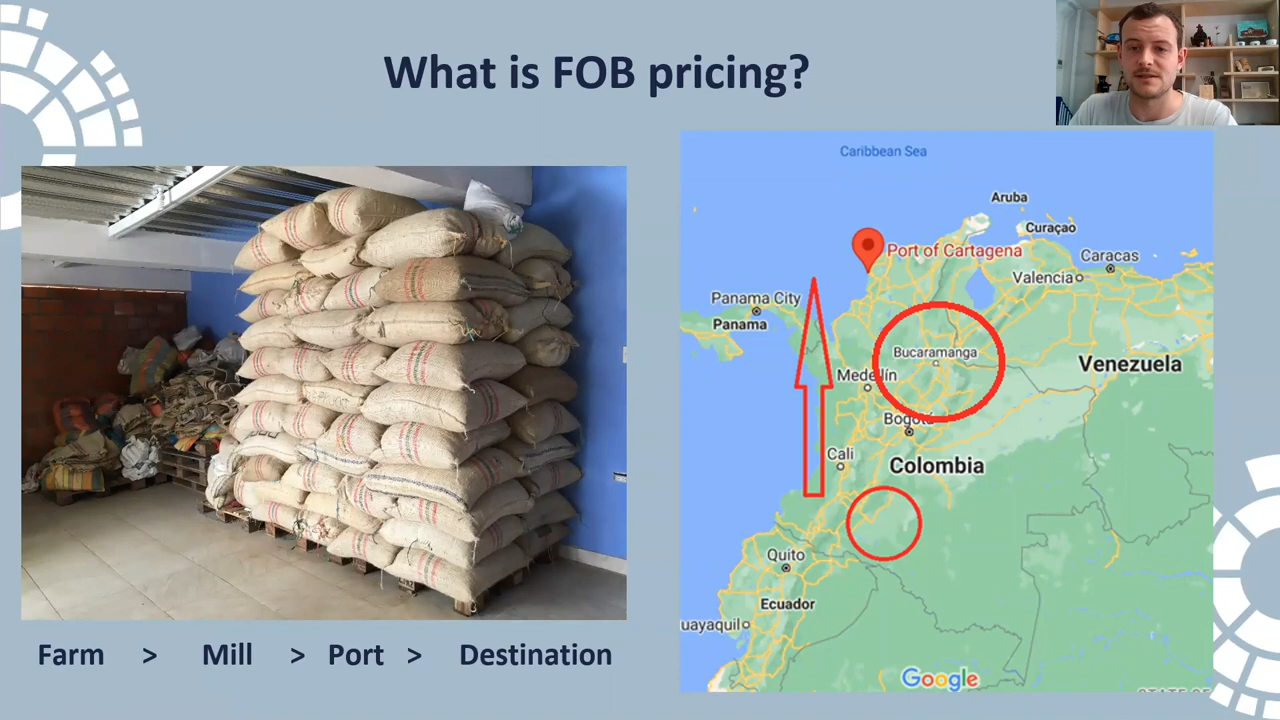 What is FOB pricing?
Caribbean Sea
Aruba
Curaçao
Port of Cartagena
Caracas
Valencia
Panama City
Panama
Bucaramanga
Venezuela
Medellín
Bogotá
Cali
Colombia
Quito
Ecuador
uayaquil
Google
Farm > Mill > Port > Destination